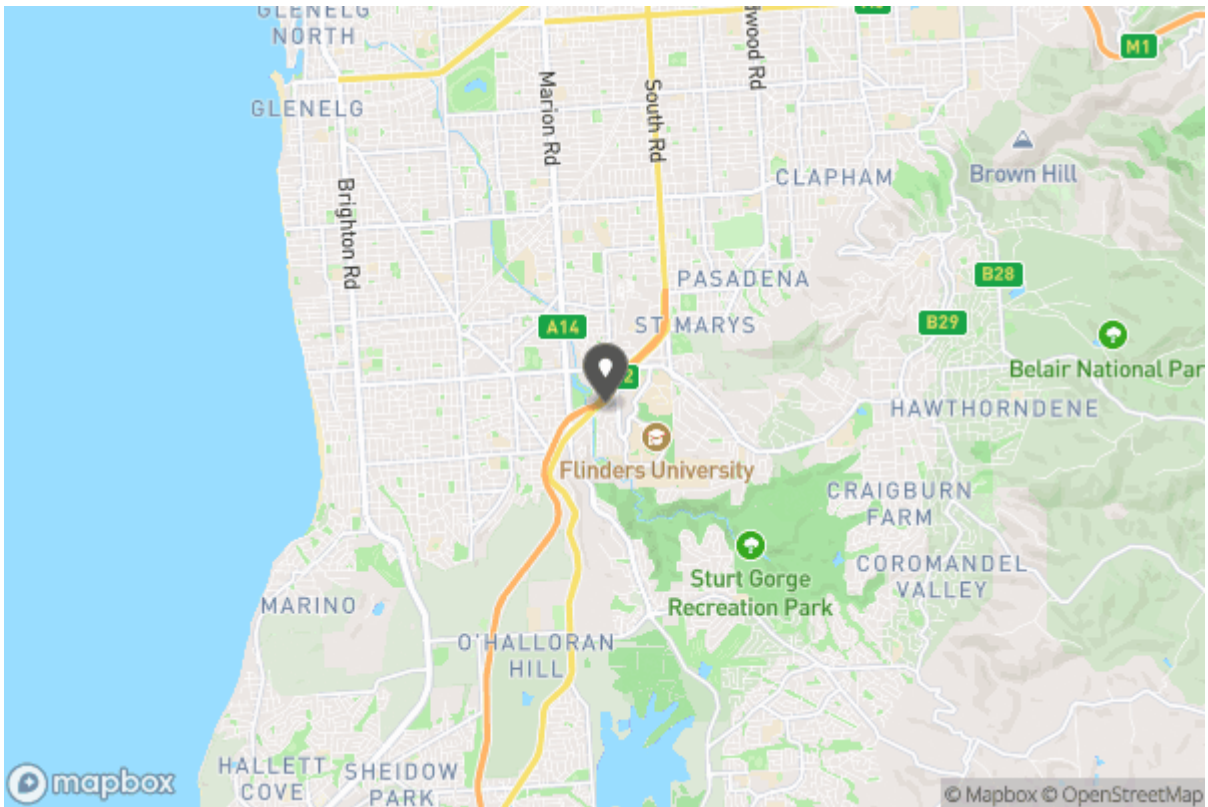 GLENELG
NORTH
M1
GLENELG
Marion Rd
South Rd
CLAPHAM
Brown Hill
Brighton Rd
PASADENA
B28
A14
ST MARYS
B29
Belair National Par
HAWTHORNDENE
Flinders University
CRAIGBURN
FARM
Sturt Gorge
Recreation Park
COROMANDEL
VALLEY
MARINO
O'HALLORAN
HILL
HALLETT
COVE
SHEIDOW
PARK
mapbox
© Mapbox © OpenStreetMap